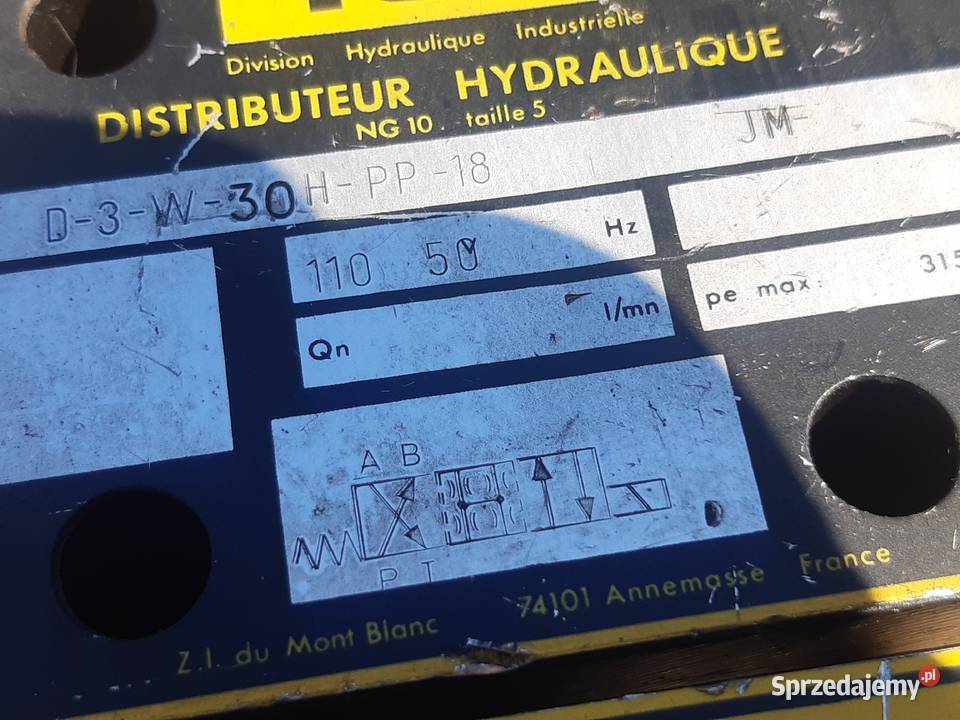 Division Hydraulique Industrielle
DISTRIBUTEUR HYDRAULIQUE
NG 10 taille 5
JM
D-3-W-30 H-PP-18
110 50 Hz
Qn l/mn
pe max: 315
A B
P T
Z.I. du Mont Blanc 74101 Annemasse France
Sprzedajemy.pl